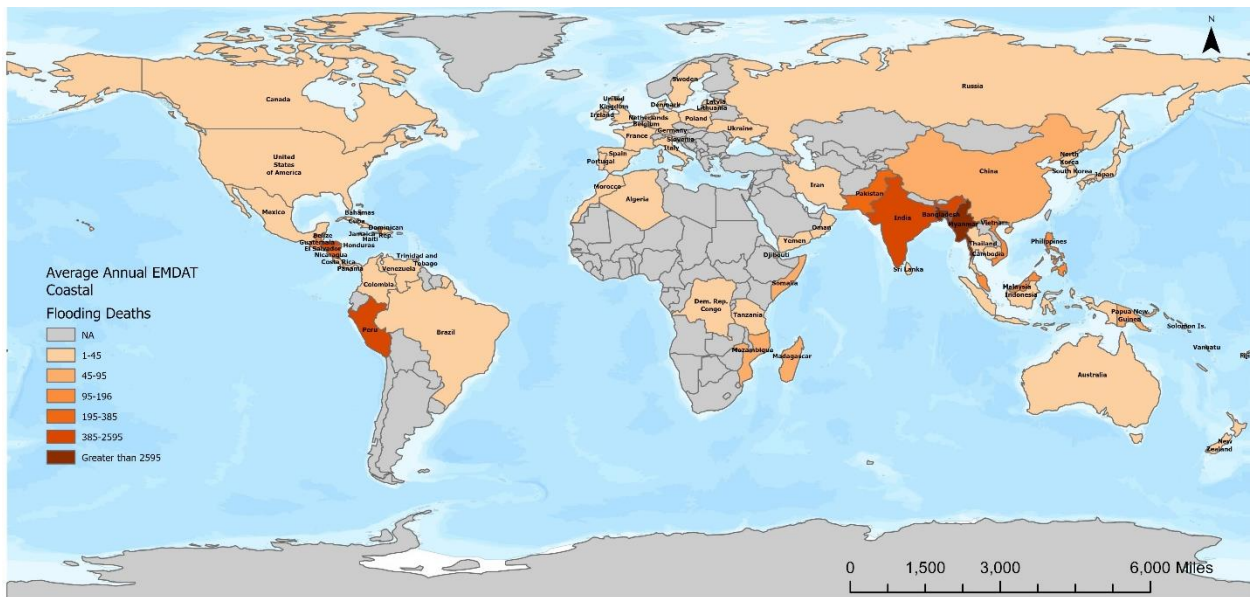 N
Sweden
Russia
Canada
United
Kingdom
Ireland
Denmark
Latvia
Lithuania
Netherlands
Belgium
Poland
Germany
Ukraine
France
Slovenia
Italy
Spain
Portugal
United
States
of America
North
Korea
South Korea
Japan
China
Morocco
Algeria
Iran
Pakistan
Mexico
Bahamas
Cuba
Dominican
Rep.
Jamaica
Haiti
Belize
Guatemala
El Salvador
Honduras
Nicaragua
Costa Rica
Panama
Trinidad and
Tobago
Venezuela
Colombia
India
Bangladesh
Myanmar
Oman
Yemen
Vietnam
Thailand
Cambodia
Philippines
Djibouti
Somalia
Sri Lanka
Malaysia
Indonesia
Average Annual EMDAT
Coastal
Flooding Deaths
NA
1-45
45-95
95-196
195-385
385-2595
Greater than 2595
Peru
Brazil
Dem. Rep.
Congo
Tanzania
Papua New
Guinea
Solomon Is.
Mozambique
Madagascar
Vanuatu
Australia
New
Zealand
0 1,500 3,000 6,000 Miles